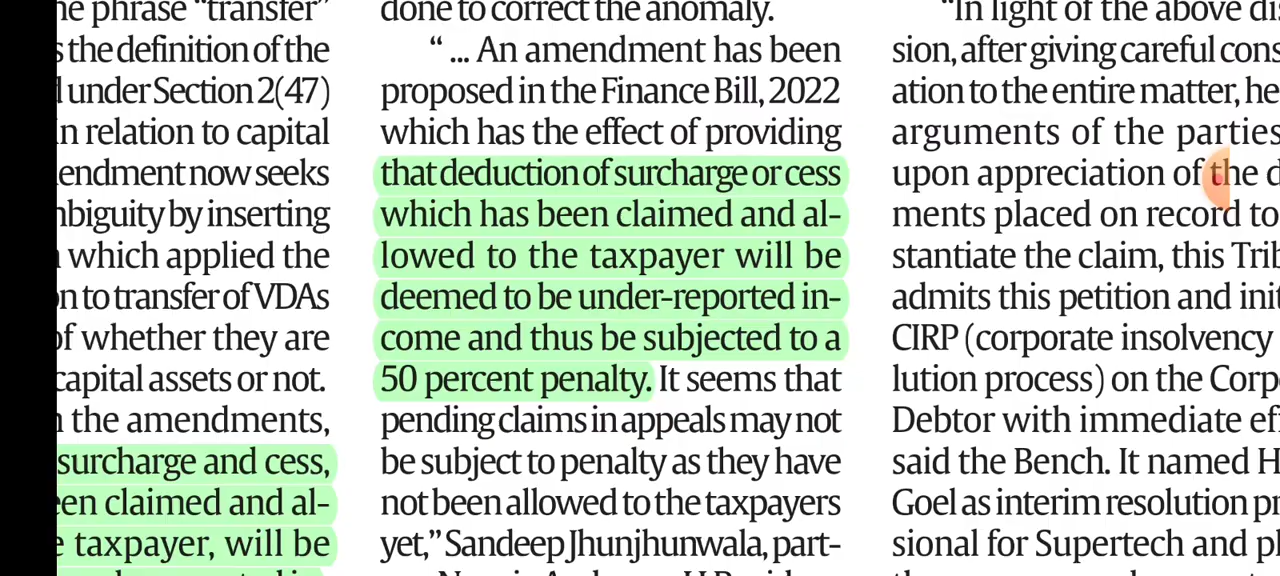 he phrase “transfer”
s the definition of the
under Section 2(47)
in relation to capital
endment now seeks
mbiguity by inserting
which applied the
on to transfer of VDAs
of whether they are
capital assets or not.
the amendments,
surcharge and cess,
een claimed and al-
e taxpayer, will be
done to correct the anomaly.
“ ... An amendment has been
proposed in the Finance Bill, 2022
which has the effect of providing
that deduction of surcharge or cess
which has been claimed and al-
lowed to the taxpayer will be
deemed to be under-reported in-
come and thus be subjected to a
50 percent penalty. It seems that
pending claims in appeals may not
be subject to penalty as they have
not been allowed to the taxpayers
yet,” Sandeep Jhunjhunwala, part-
“In light of the above dis
sion, after giving careful cons
ation to the entire matter, he
arguments of the parties
upon appreciation of the d
ments placed on record to
stantiate the claim, this Trib
admits this petition and init
CIRP (corporate insolvency
lution process) on the Corp
Debtor with immediate eff
said the Bench. It named H
Goel as interim resolution pr
sional for Supertech and pl